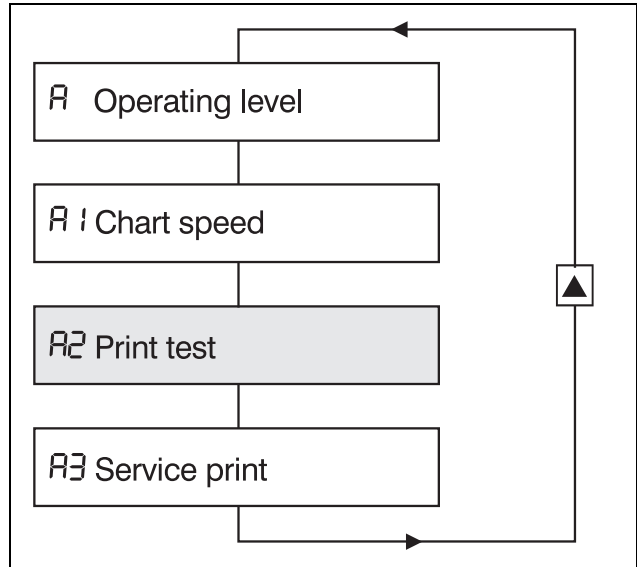 A Operating level
A1 Chart speed
A2 Print test
A3 Service print